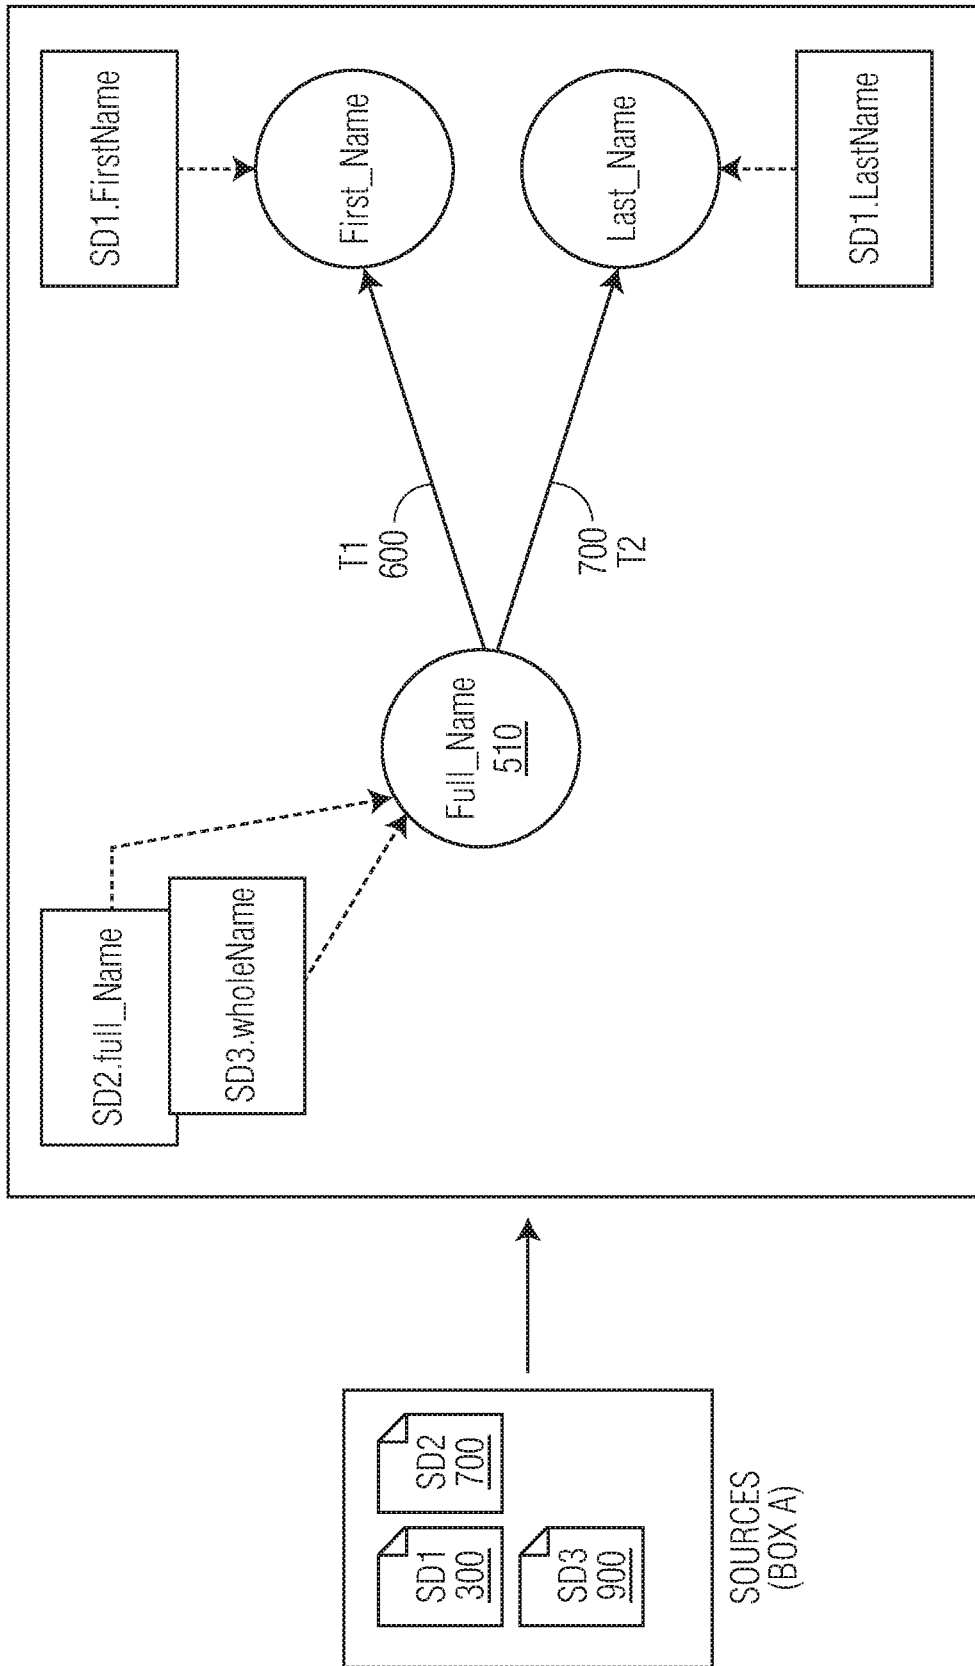 SD1
300
SD2
700
SD3
900
SOURCES
(BOX A)
SD2.full_Name
SD3.wholeName
Full_Name
510
T1
600
700
T2
SD1.FirstName
First_Name
Last_Name
SD1.LastName